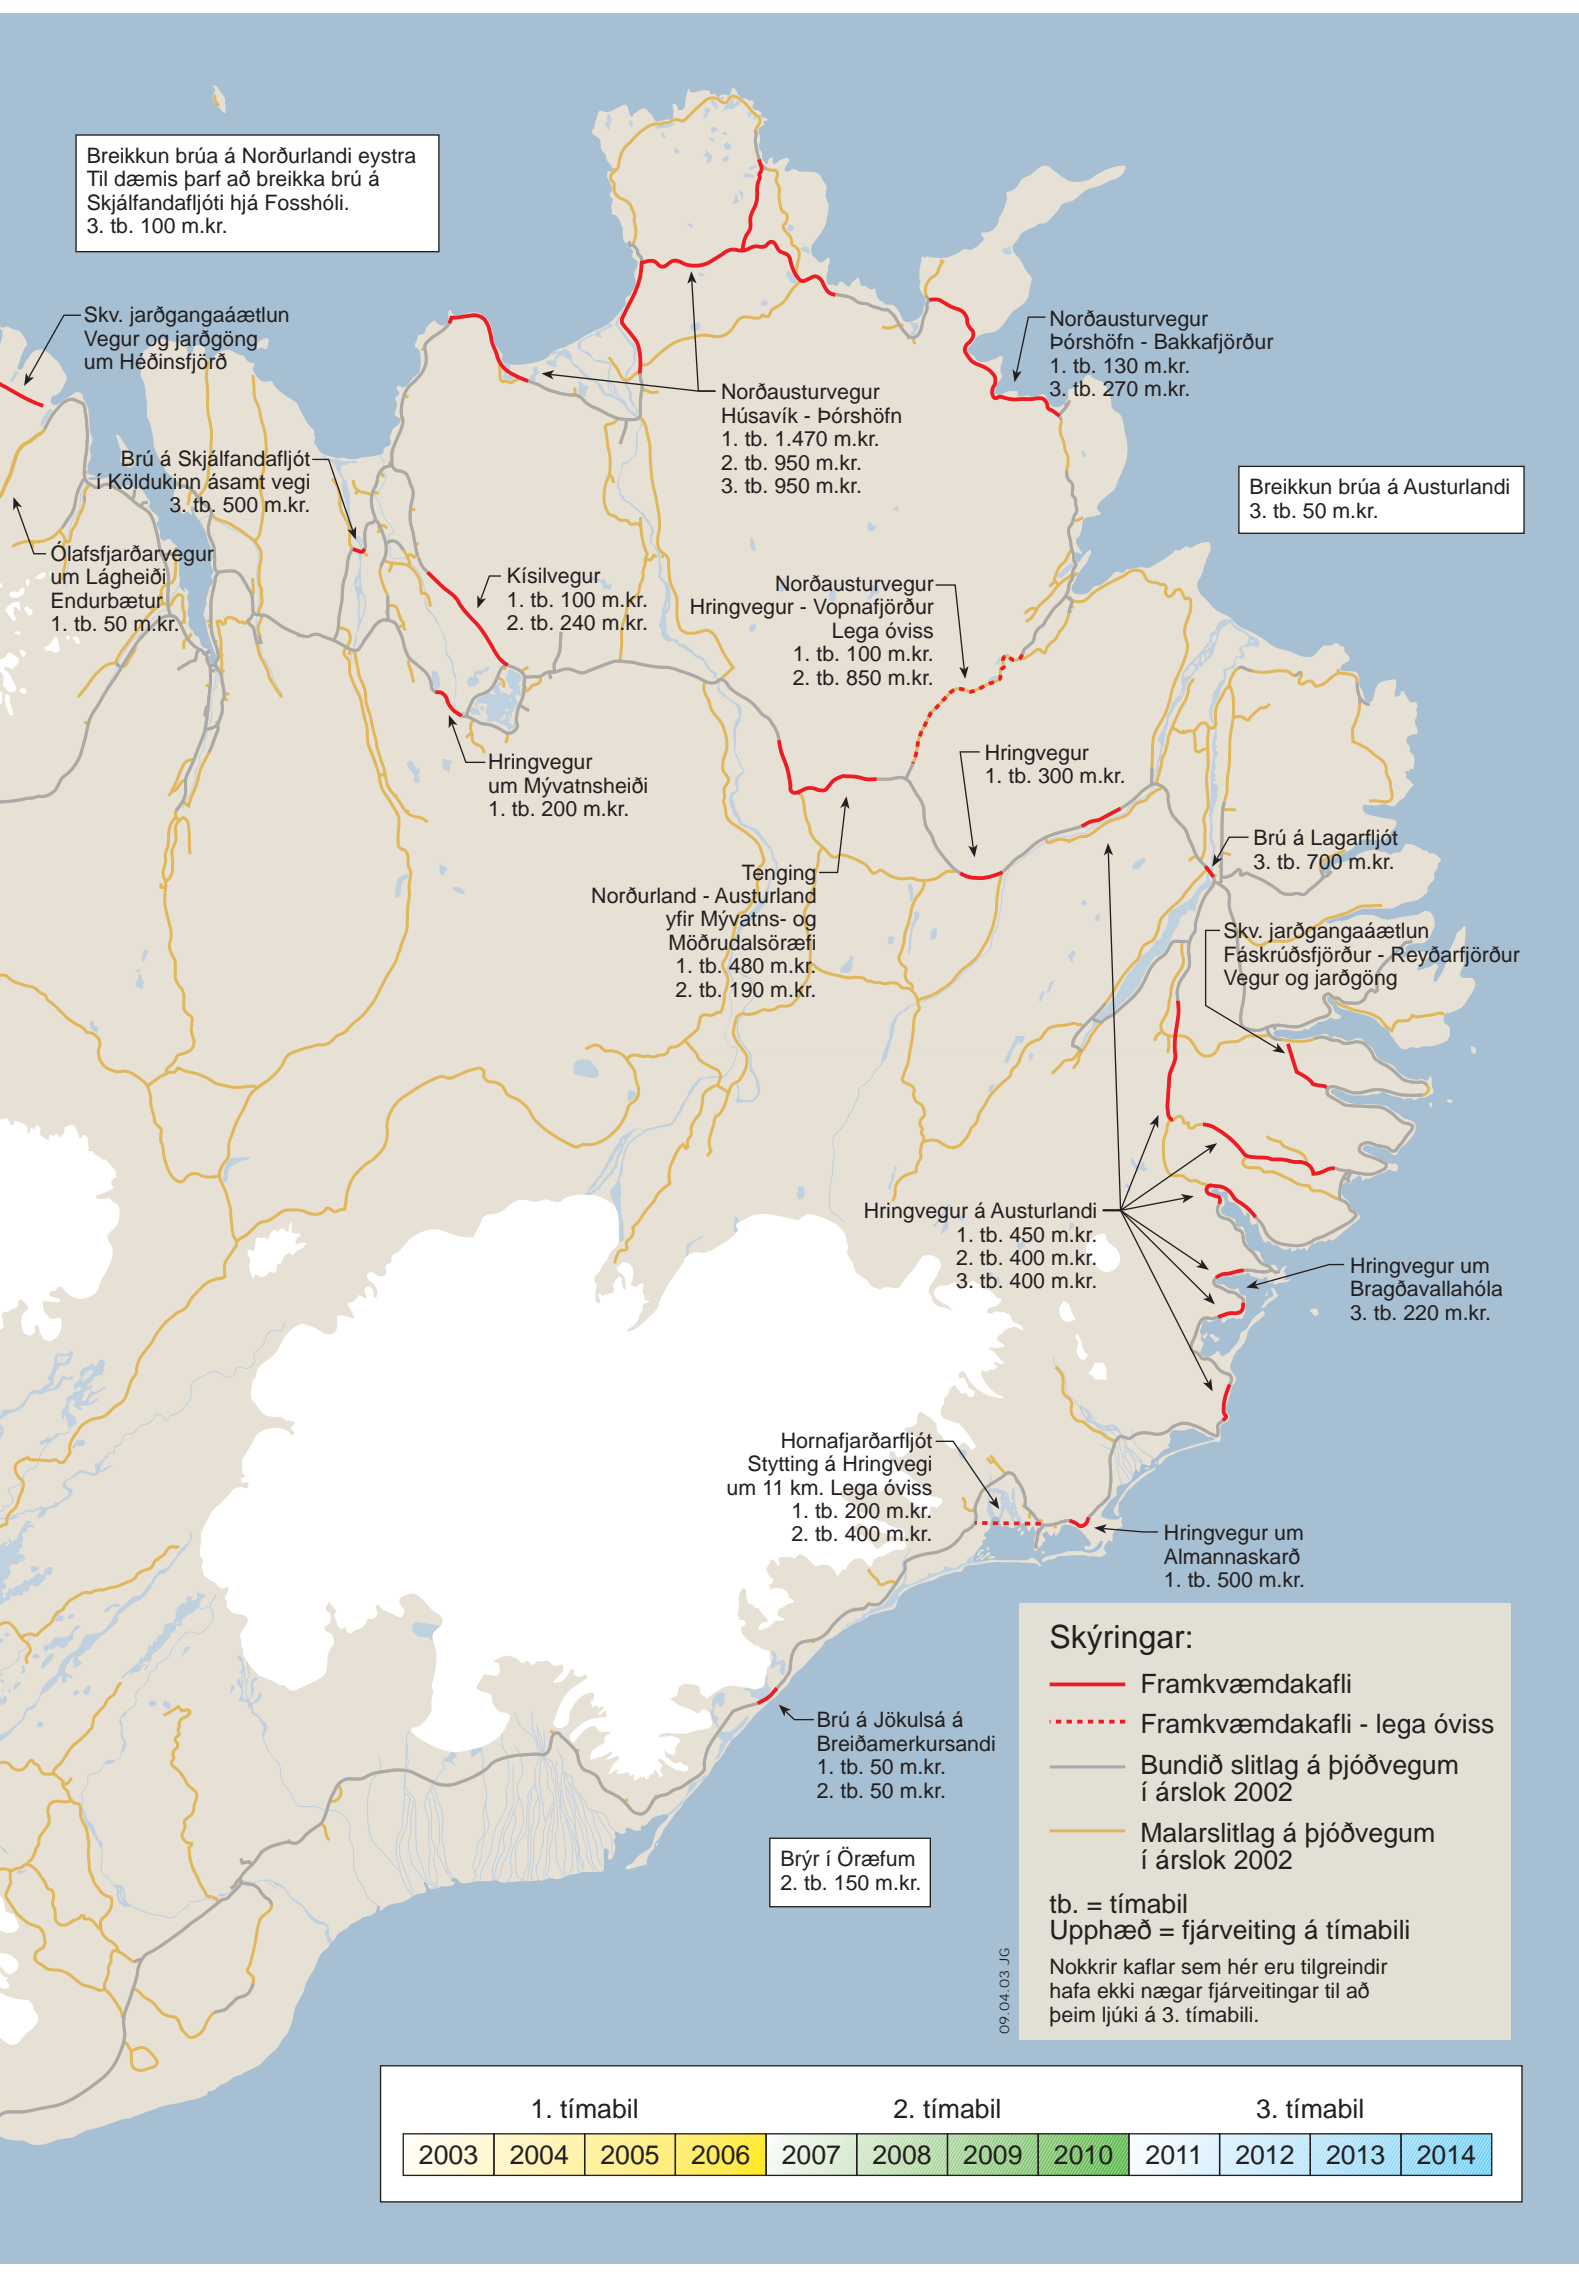 Breikkun brúa á Norðurlandi eystra
Til dæmis þarf að breikka brú á
Skjálfandafljóti hjá Fosshóli.
3. tb. 100 m.kr.
Skv. jarðgangaáætlun
Vegur og jarðgöng
um Héðinsfjörð
Norðausturvegur
Þórshöfn - Bakkafjörður
1. tb. 130 m.kr.
3. tb. 270 m.kr.
Norðausturvegur
Húsavík - Þórshöfn
1. tb. 1.470 m.kr.
2. tb. 950 m.kr.
3. tb. 950 m.kr.
Brú á Skjálfandafljót
í Köldukinn ásamt vegi
3. tb. 500 m.kr.
Breikkun brúa á Austurlandi
3. tb. 50 m.kr.
Ólafsfjarðarvegur
um Lágheiði
Endurbætur
1. tb. 50 m.kr.
Kísilvegur
1. tb. 100 m.kr.
2. tb. 240 m.kr.
Norðausturvegur
Hringvegur - Vopnafjörður
Lega óviss
1. tb. 100 m.kr.
2. tb. 850 m.kr.
Hringvegur
um Mývatnsheiði
1. tb. 200 m.kr.
Hringvegur
1. tb. 300 m.kr.
Brú á Lagarfljót
3. tb. 700 m.kr.
Tenging
Norðurland - Austurland
yfir Mývatns- og
Möðrudalsöræfi
1. tb. 480 m.kr.
2. tb. 190 m.kr.
Skv. jarðgangaáætlun
Fáskrúðsfjörður - Reyðarfjörður
Vegur og jarðgöng
Hringvegur á Austurlandi
1. tb. 450 m.kr.
2. tb. 400 m.kr.
3. tb. 400 m.kr.
Hringvegur um
Bragðavallahóla
3. tb. 220 m.kr.
Hornafjarðarfljót
Stytting á Hringvegi
um 11 km. Lega óviss
1. tb. 200 m.kr.
2. tb. 400 m.kr.
Hringvegur um
Almannaskarð
1. tb. 500 m.kr.
Brú á Jökulsá á
Breiðamerkursandi
1. tb. 50 m.kr.
2. tb. 50 m.kr.
Brýr í Öræfum
2. tb. 150 m.kr.
Skýringar:
Framkvæmdakafli
Framkvæmdakafli - lega óviss
Bundið slitlag á þjóðvegum
í árslok 2002
Malarslitlag á þjóðvegum
í árslok 2002
tb. = tímabil
Upphæð = fjárveiting á tímabili
Nokkrir kaflar sem hér eru tilgreindir
hafa ekki nægar fjárveitingar til að
þeim ljúki á 3. tímabili.
09.04.03 JG
1. tímabil 2. tímabil 3. tímabil
2003 2004 2005 2006 2007 2008 2009 2010 2011 2012 2013 2014